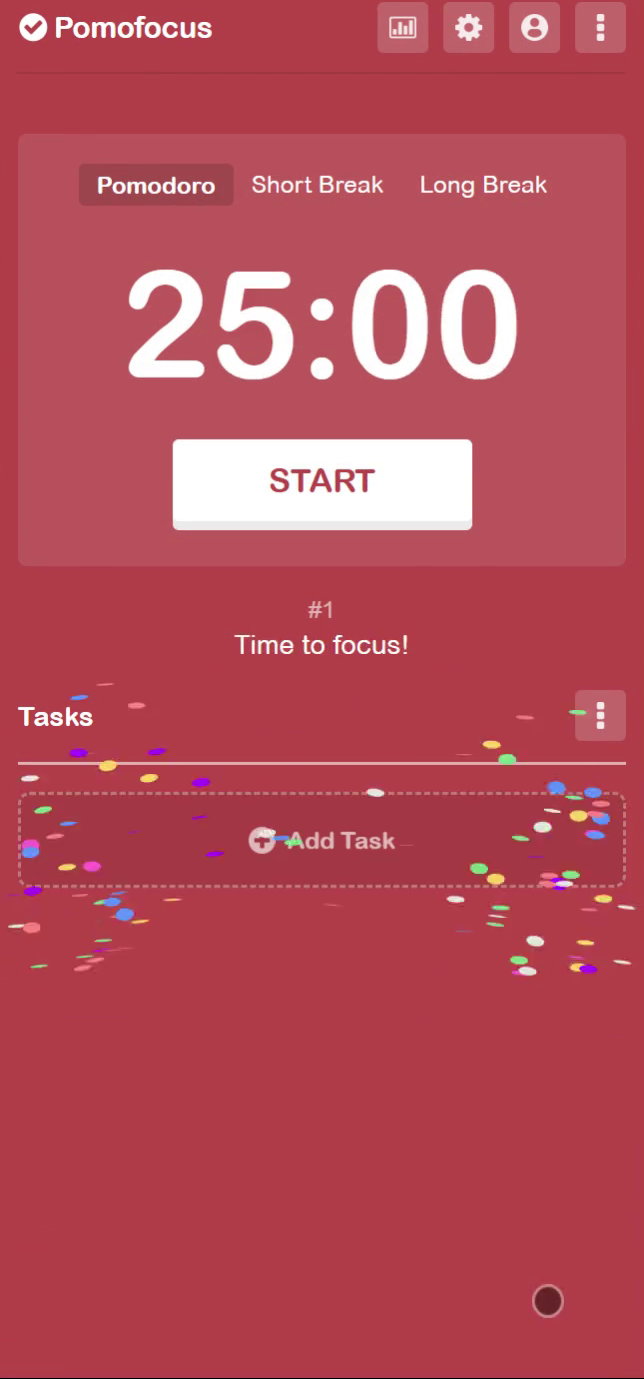 Pomofocus
Pomodoro Short Break Long Break
25:00
START
#1
Time to focus!
Tasks
Add Task